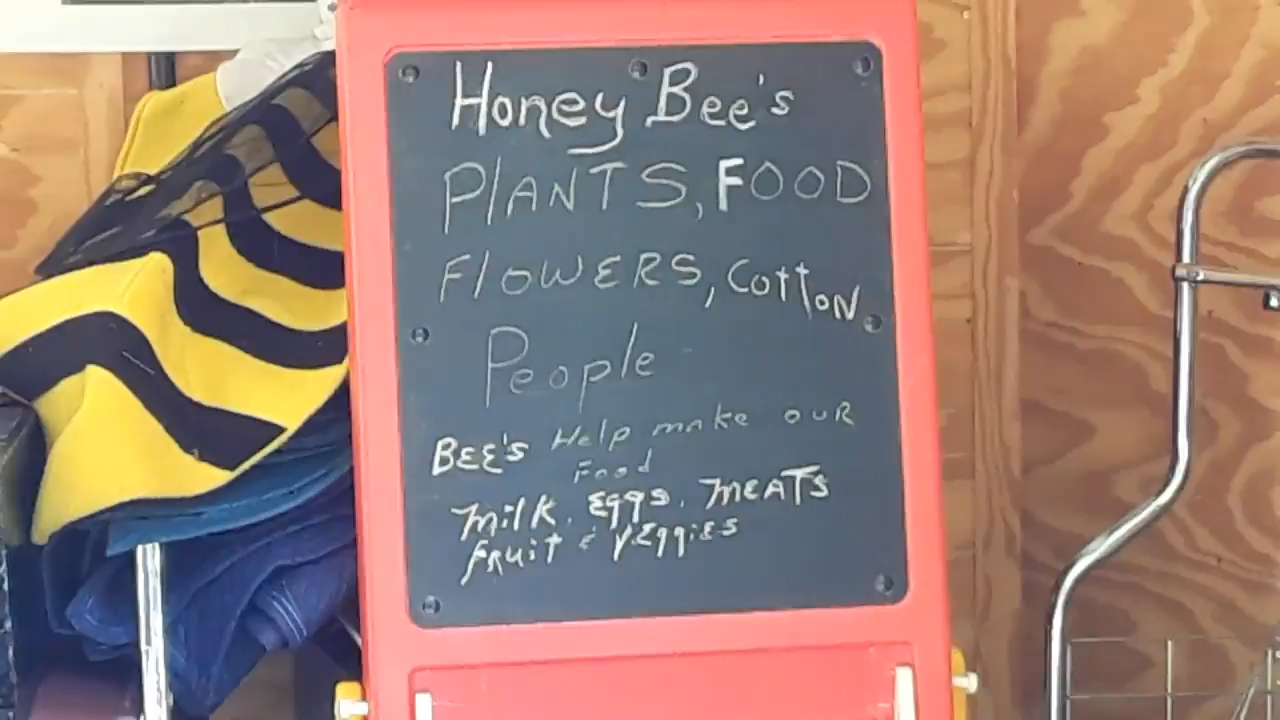 Honey Bee's
PlANTS, FOOD
FlOWERS, Cotton
People
BEE's Help make OUR
Food
Milk, Eggs, MEATS
fRuit & VEggiEs